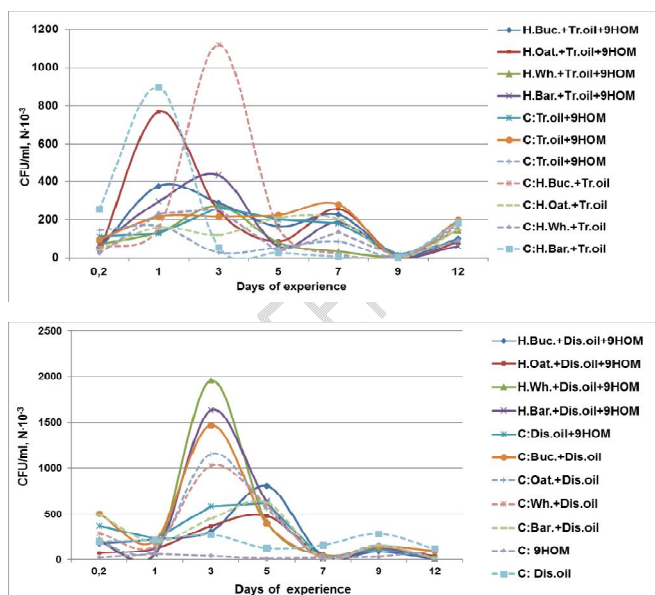 1200
1000
800
600
400
200
0
CFU/ml, N·10⁻³
0,2 1 3 5 7 9 12
Days of experience
H.Buc.+Tr.oil+9HOM
H.Oat.+Tr.oil+9HOM
H.Wh.+Tr.oil+9HOM
H.Bar.+Tr.oil+9HOM
C:Tr.oil+9HOM
C:Tr.oil+9HOM
C:Tr.oil+9HOM
C:H.Buc.+Tr.oil
C:H.Oat.+Tr.oil
C:H.Wh.+Tr.oil
C:H.Bar.+Tr.oil
2500
2000
1500
1000
500
0
CFU/ml, N·10⁻³
0,2 1 3 5 7 9 12
Days of experience
H.Buc.+Dis.oil+9HOM
H.Oat.+Dis.oil+9HOM
H.Wh.+Dis.oil+9HOM
H.Bar.+Dis.oil+9HOM
C:Dis.oil+9HOM
C:Buc.+Dis.oil
C:Oat.+Dis.oil
C:Wh.+Dis.oil
C:Bar.+Dis.oil
C: 9HOM
C: Dis.oil